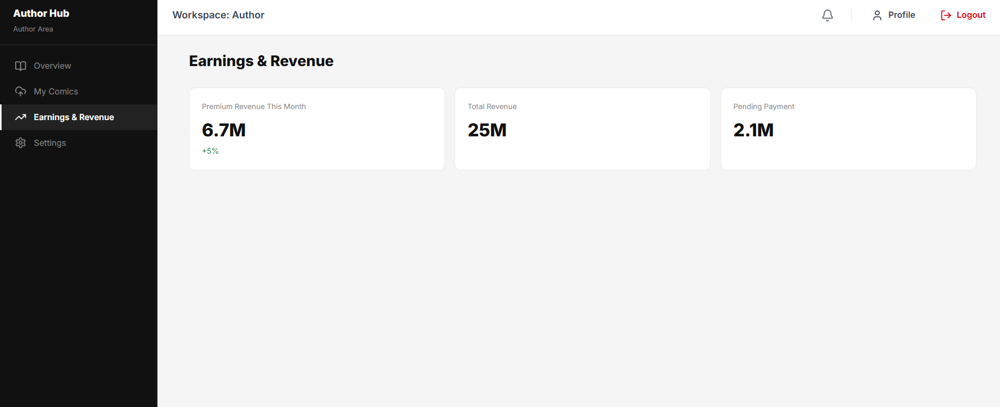 Author Hub
Author Area
Overview
My Comics
Earnings & Revenue
Settings
Workspace: Author
Profile
Logout
Earnings & Revenue
Premium Revenue This Month
6.7M
+5%
Total Revenue
25M
Pending Payment
2.1M